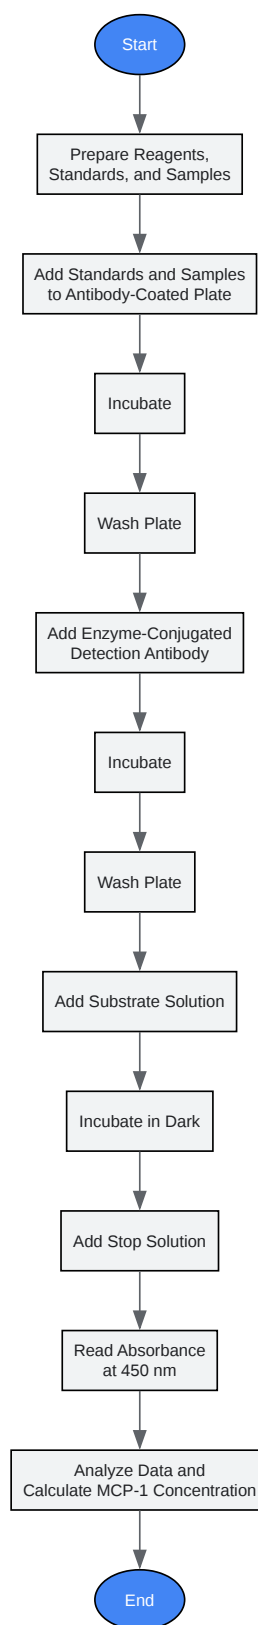 Start
Prepare Reagents,
Standards, and Samples
Add Standards and Samples
to Antibody-Coated Plate
Incubate
Wash Plate
Add Enzyme-Conjugated
Detection Antibody
Incubate
Wash Plate
Add Substrate Solution
Incubate in Dark
Add Stop Solution
Read Absorbance
at 450 nm
Analyze Data and
Calculate MCP-1 Concentration
End